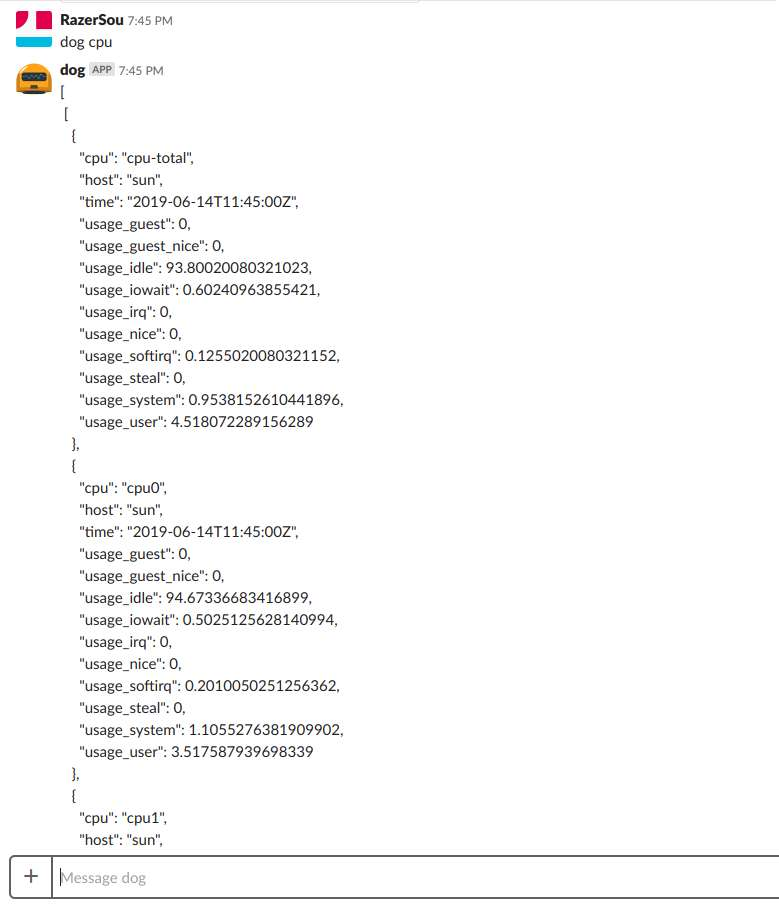 RazerSou 7:45 PM
dog cpu
dog APP 7:45 PM
[
[
{
"cpu": "cpu-total",
"host": "sun",
"time": "2019-06-14T11:45:00Z",
"usage_guest": 0,
"usage_guest_nice": 0,
"usage_idle": 93.80020080321023,
"usage_iowait": 0.60240963855421,
"usage_irq": 0,
"usage_nice": 0,
"usage_softirq": 0.1255020080321152,
"usage_steal": 0,
"usage_system": 0.9538152610441896,
"usage_user": 4.518072289156289
},
{
"cpu": "cpu0",
"host": "sun",
"time": "2019-06-14T11:45:00Z",
"usage_guest": 0,
"usage_guest_nice": 0,
"usage_idle": 94.67336683416899,
"usage_iowait": 0.5025125628140994,
"usage_irq": 0,
"usage_nice": 0,
"usage_softirq": 0.2010050251256362,
"usage_steal": 0,
"usage_system": 1.1055276381909902,
"usage_user": 3.517587939698339
},
{
"cpu": "cpu1",
"host": "sun",
+ Message dog